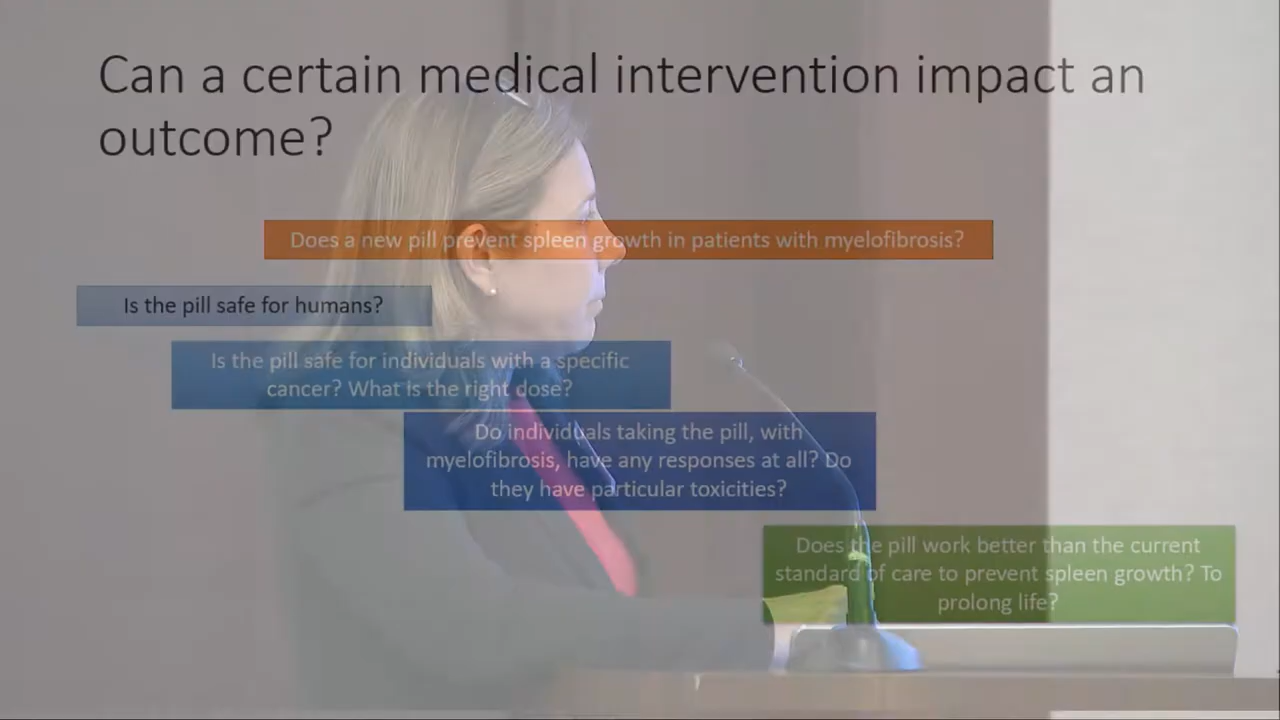 Can a certain medical intervention impact an
outcome?
Does a new pill prevent spleen growth in patients with myelofibrosis?
Is the pill safe for humans?
Is the pill safe for individuals with a specific
cancer? What is the right dose?
Do individuals taking the pill, with
myelofibrosis, have any responses at all? Do
they have particular toxicities?
Does the pill work better than the current
standard of care to prevent spleen growth? To
prolong life?